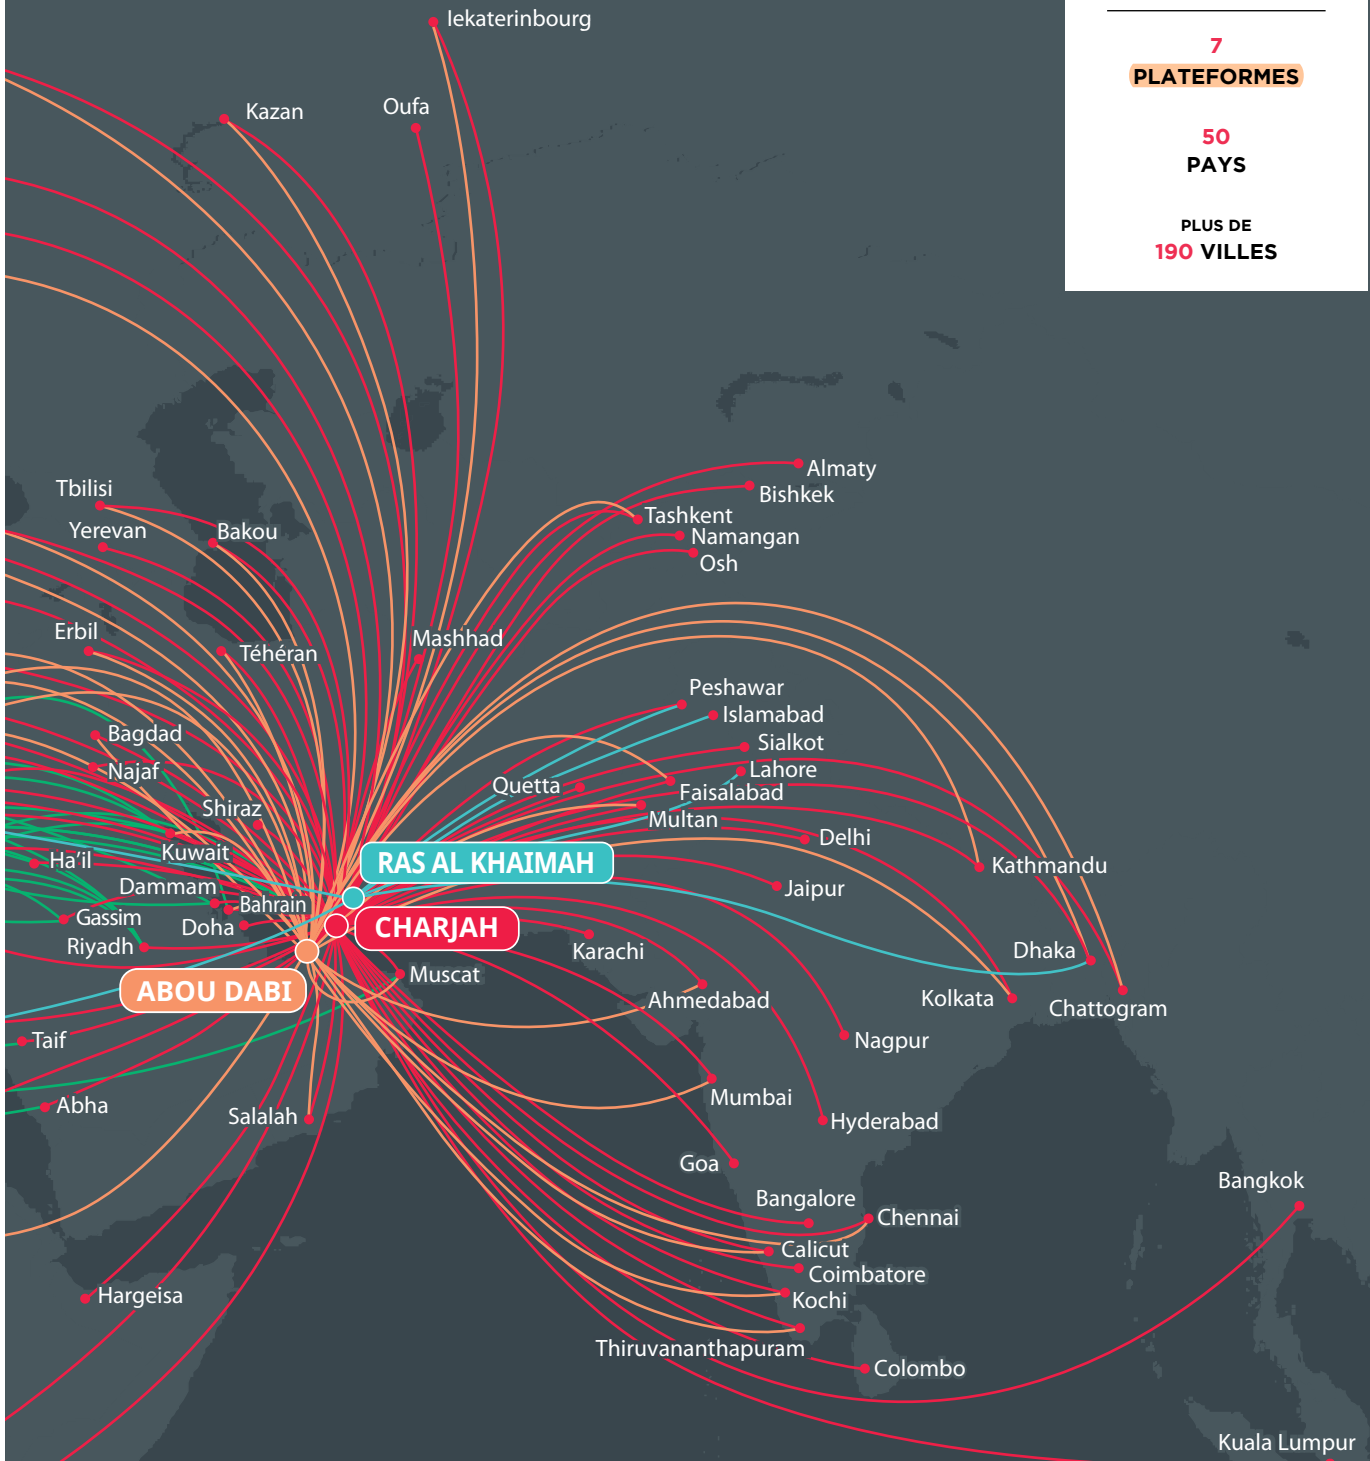 Iekaterinbourg
7
PLATEFORMES
50
PAYS
PLUS DE
190 VILLES
Kazan
Oufa
Almaty
Bishkek
Tbilisi
Tashkent
Yerevan
Bakou
Namangan
Osh
Erbil
Téhéran
Mashhad
Peshawar
Islamabad
Bagdad
Sialkot
Najaf
Lahore
Quetta
Faisalabad
Shiraz
Multan
Delhi
Kuwait
Ha’il
RAS AL KHAIMAH
Kathmandu
Dammam
Jaipur
Bahrain
Gassim
Doha
CHARJAH
Riyadh
Karachi
Dhaka
Muscat
ABOU DABI
Ahmedabad
Kolkata
Chattogram
Taif
Nagpur
Abha
Mumbai
Salalah
Hyderabad
Goa
Bangkok
Bangalore
Chennai
Calicut
Coimbatore
Hargeisa
Kochi
Thiruvananthapuram
Colombo
Kuala Lumpur